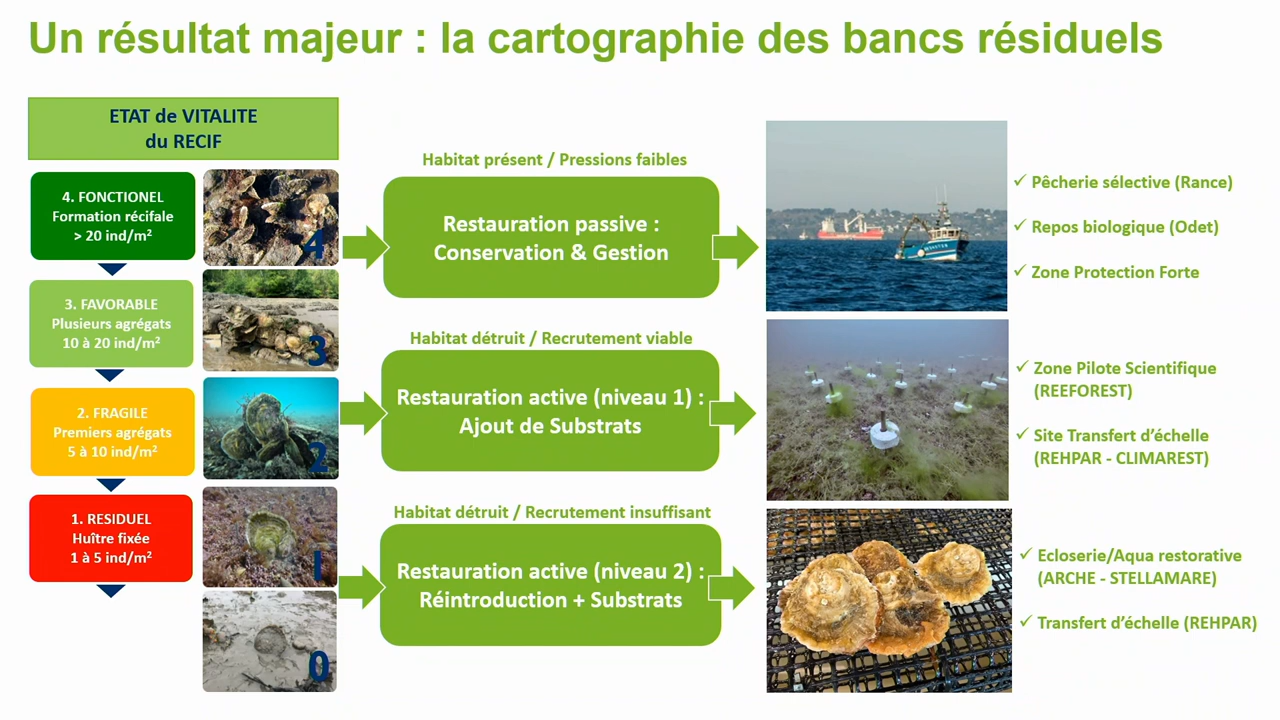 Un résultat majeur : la cartographie des bancs résiduels
ETAT de VITALITE
du RECIF
4. FONCTIONEL
Formation récifale
> 20 ind/m²
4
3. FAVORABLE
Plusieurs agrégats
10 à 20 ind/m²
3
2. FRAGILE
Premiers agrégats
5 à 10 ind/m²
2
1. RESIDUEL
Huître fixée
1 à 5 ind/m²
1
0
Habitat présent / Pressions faibles
Restauration passive :
Conservation & Gestion
✓ Pêcherie sélective (Rance)
✓ Repos biologique (Odet)
✓ Zone Protection Forte
Habitat détruit / Recrutement viable
Restauration active (niveau 1) :
Ajout de Substrats
✓ Zone Pilote Scientifique
(REEFOREST)
✓ Site Transfert d'échelle
(REHPAR - CLIMAREST)
Habitat détruit / Recrutement insuffisant
Restauration active (niveau 2) :
Réintroduction + Substrats
✓ Ecloserie/Aqua restorative
(ARCHE - STELLAMARE)
✓ Transfert d'échelle (REHPAR)